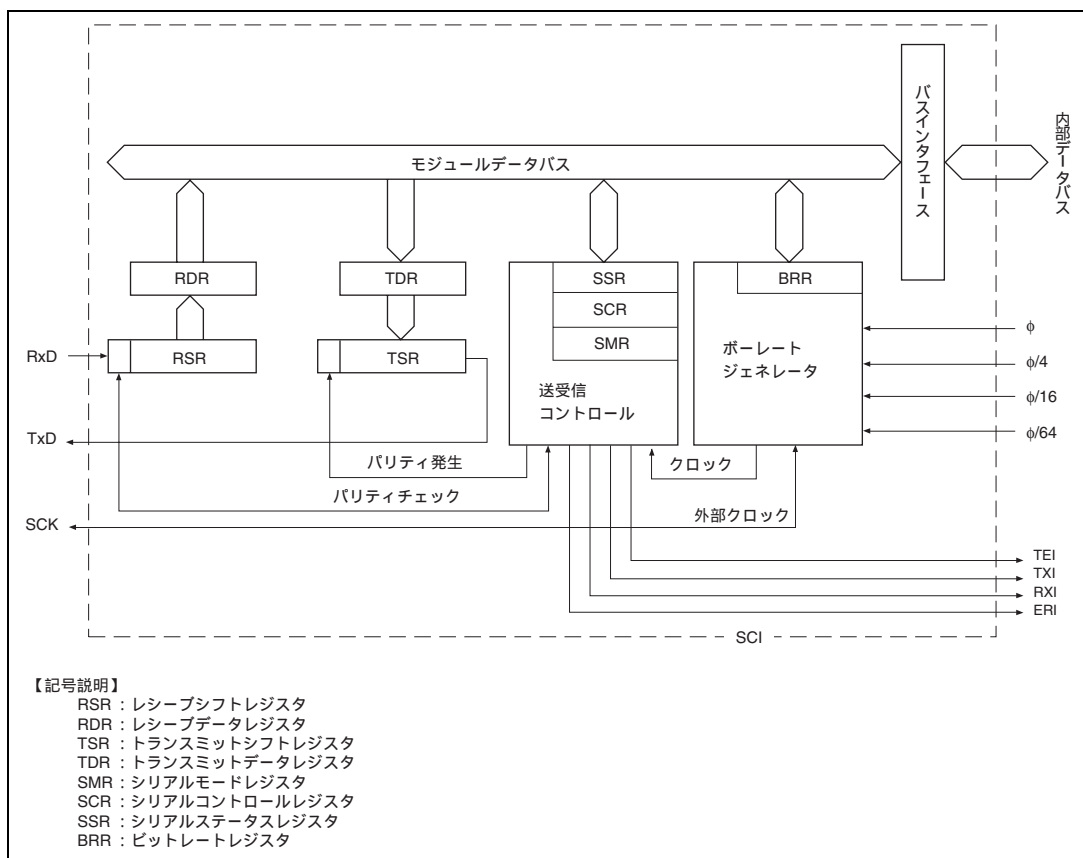 バスインタフェース
内部データバス
モジュールデータバス
RDR
TDR
SSR
BRR
SCR
SMR
RxD
RSR
TSR
ボーレート
ジェネレータ
φ
φ/4
φ/16
φ/64
送受信
コントロール
TxD
パリティ発生
クロック
パリティチェック
SCK
外部クロック
TEI
TXI
RXI
ERI
SCI
【記号説明】
RSR：レシーブシフトレジスタ
RDR：レシーブデータレジスタ
TSR：トランスミットシフトレジスタ
TDR：トランスミットデータレジスタ
SMR：シリアルモードレジスタ
SCR：シリアルコントロールレジスタ
SSR：シリアルステータスレジスタ
BRR：ビットレートレジスタ